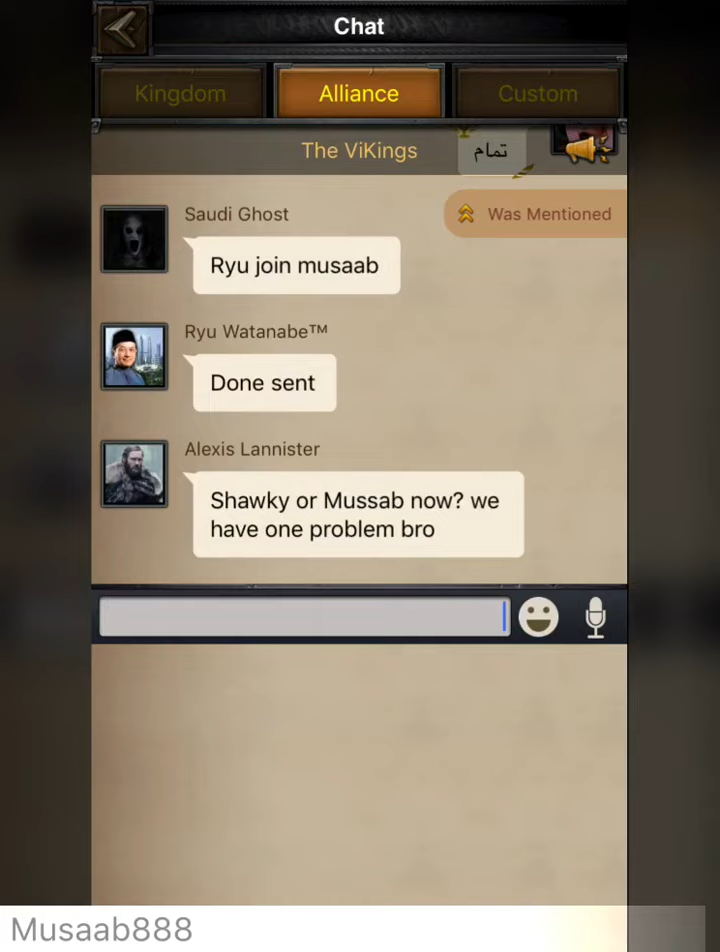 Chat
Kingdom
Alliance
Custom
The ViKings
تمام
Was Mentioned
Saudi Ghost
Ryu join musaab
Ryu Watanabe™
Done sent
Alexis Lannister
Shawky or Mussab now? we
have one problem bro
Musaab888